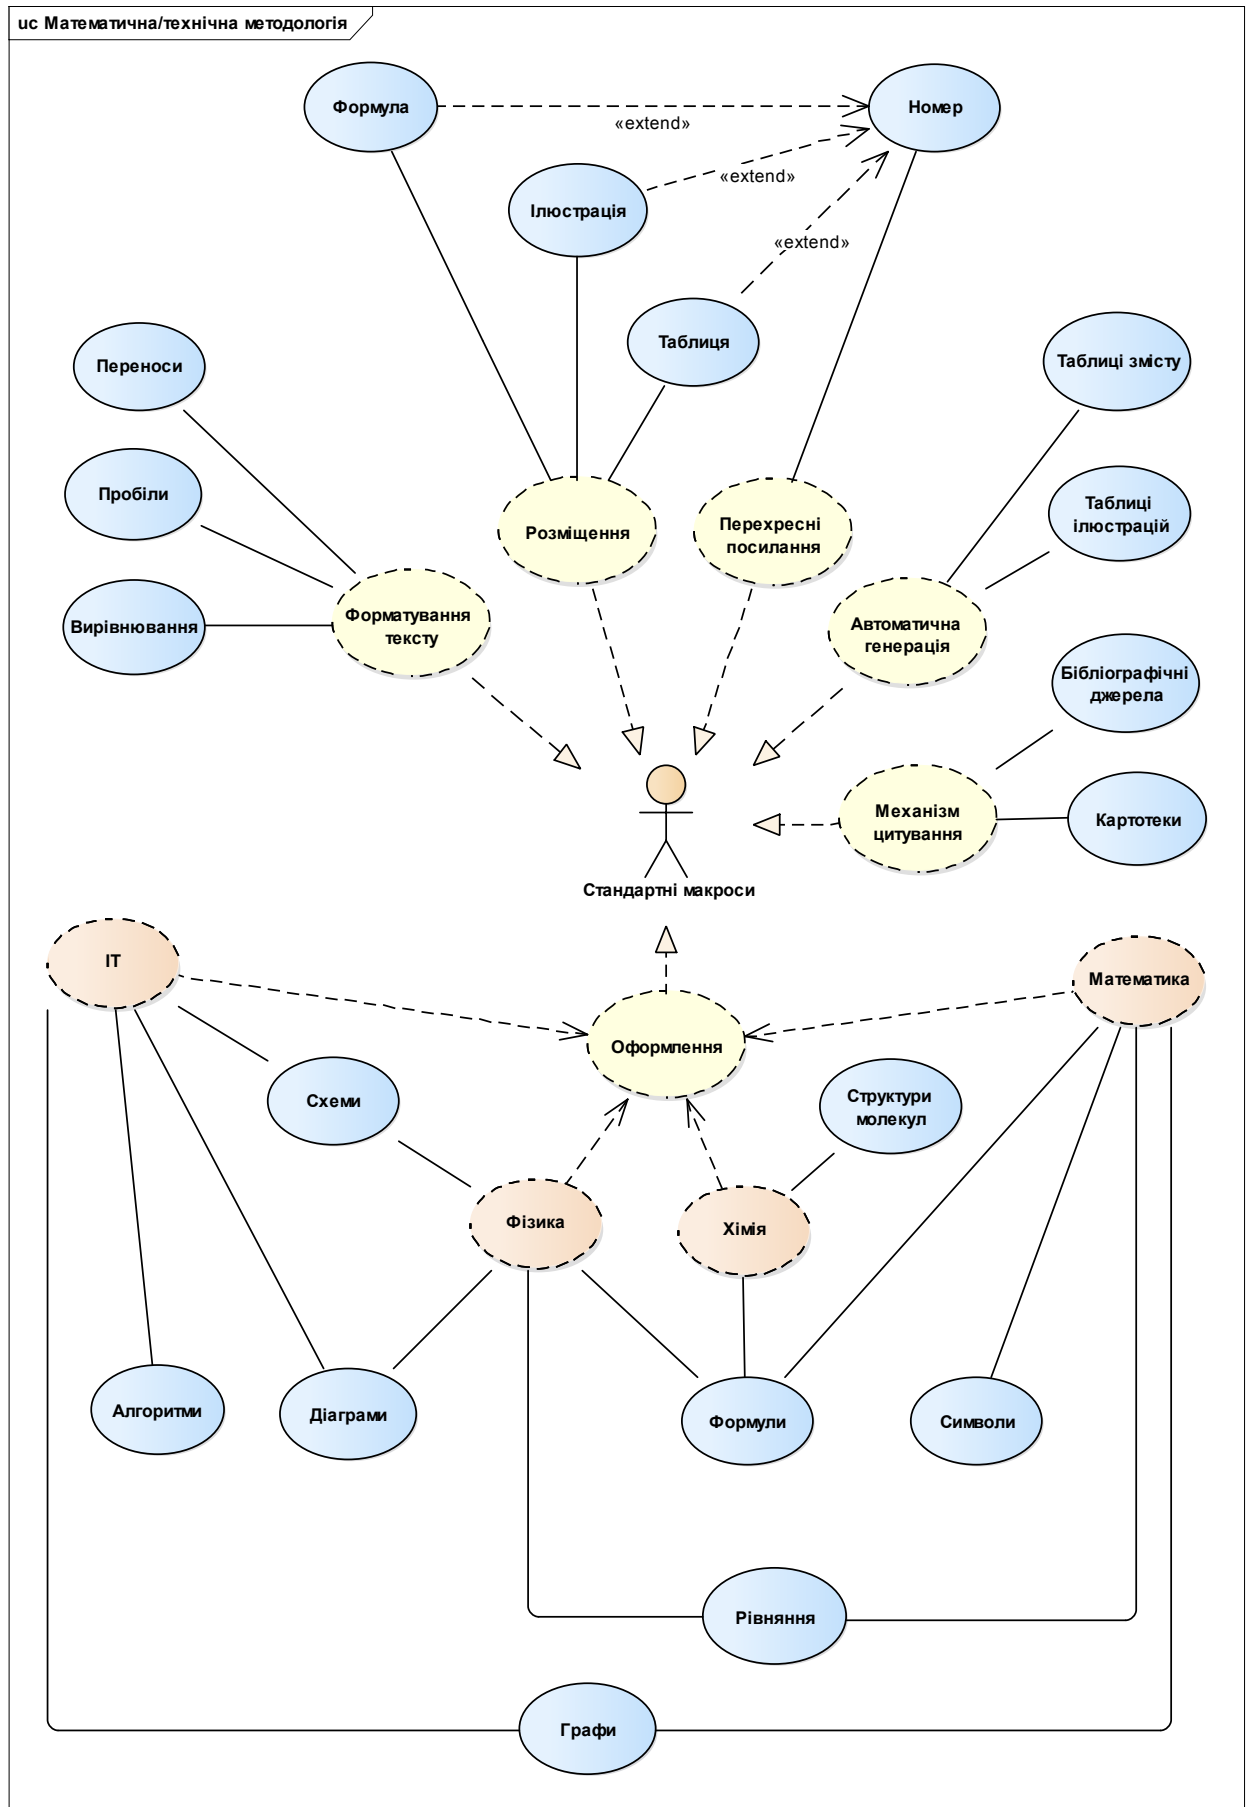 uc Математична/технічна методологія
Формула
Номер
«extend»
Ілюстрація
«extend»
«extend»
Таблиця
Переноси
Таблиці змісту
Пробіли
Таблиці
ілюстрацій
Розміщення
Перехресні
посилання
Вирівнювання
Форматування
тексту
Автоматична
генерація
Бібліографічні
джерела
Механізм
цитування
Картотеки
Стандартні макроси
ІТ
Математика
Оформлення
Схеми
Структури
молекул
Фізика
Хімія
Алгоритми
Діаграми
Формули
Символи
Рівняння
Графи